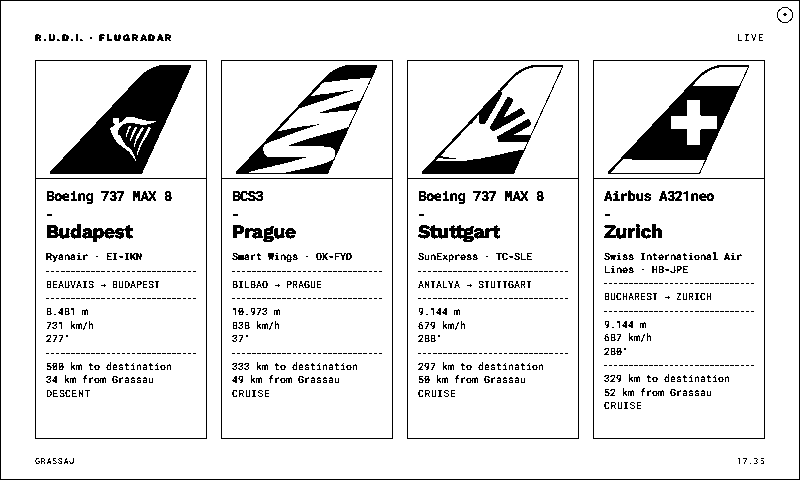 R.U.D.I. · FLUGRADAR
LIVE
Boeing 737 MAX 8
–
Budapest
Ryanair · EI-IKN
BEAUVAIS → BUDAPEST
8.481 m
731 km/h
277°
500 km to destination
34 km from Grassau
DESCENT
BCS3
–
Prague
Smart Wings · OK-FYD
BILBAO → PRAGUE
10.973 m
838 km/h
37°
333 km to destination
49 km from Grassau
CRUISE
Boeing 737 MAX 8
–
Stuttgart
SunExpress · TC-SLE
ANTALYA → STUTTGART
9.144 m
679 km/h
288°
297 km to destination
50 km from Grassau
CRUISE
Airbus A321neo
–
Zurich
Swiss International Air
Lines · HB-JPE
BUCHAREST → ZURICH
9.144 m
687 km/h
280°
329 km to destination
52 km from Grassau
CRUISE
GRASSAU
17.35